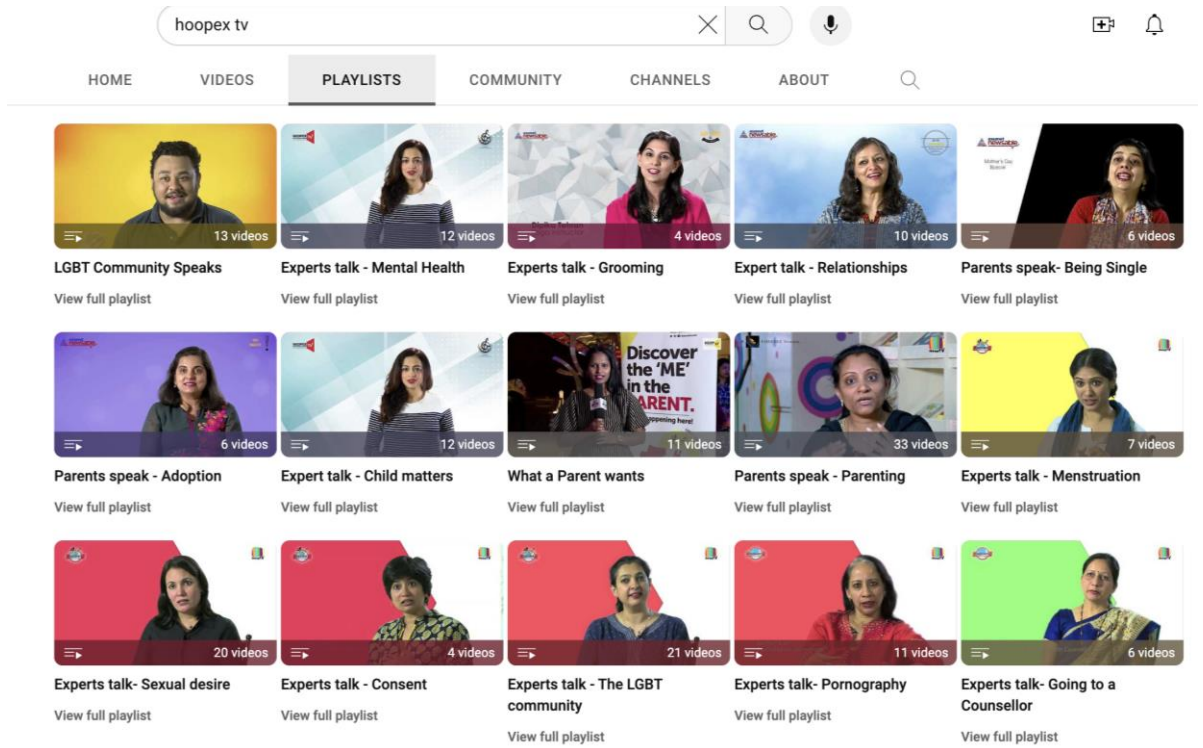 hoopex tv
HOME VIDEOS PLAYLISTS COMMUNITY CHANNELS ABOUT
13 videos 12 videos 4 videos 10 videos 6 videos
LGBT Community Speaks Experts talk - Mental Health Experts talk - Grooming Expert talk - Relationships Parents speak- Being Single
View full playlist View full playlist View full playlist View full playlist View full playlist
Discover
the 'ME'
in the
PARENT.
6 videos 12 videos 11 videos 33 videos 7 videos
Parents speak - Adoption Expert talk - Child matters What a Parent wants Parents speak - Parenting Experts talk - Menstruation
View full playlist View full playlist View full playlist View full playlist View full playlist
20 videos 4 videos 21 videos 11 videos 6 videos
Experts talk- Sexual desire Experts talk - Consent Experts talk - The LGBT Experts talk- Pornography Experts talk- Going to a
community Counsellor
View full playlist View full playlist View full playlist
View full playlist View full playlist